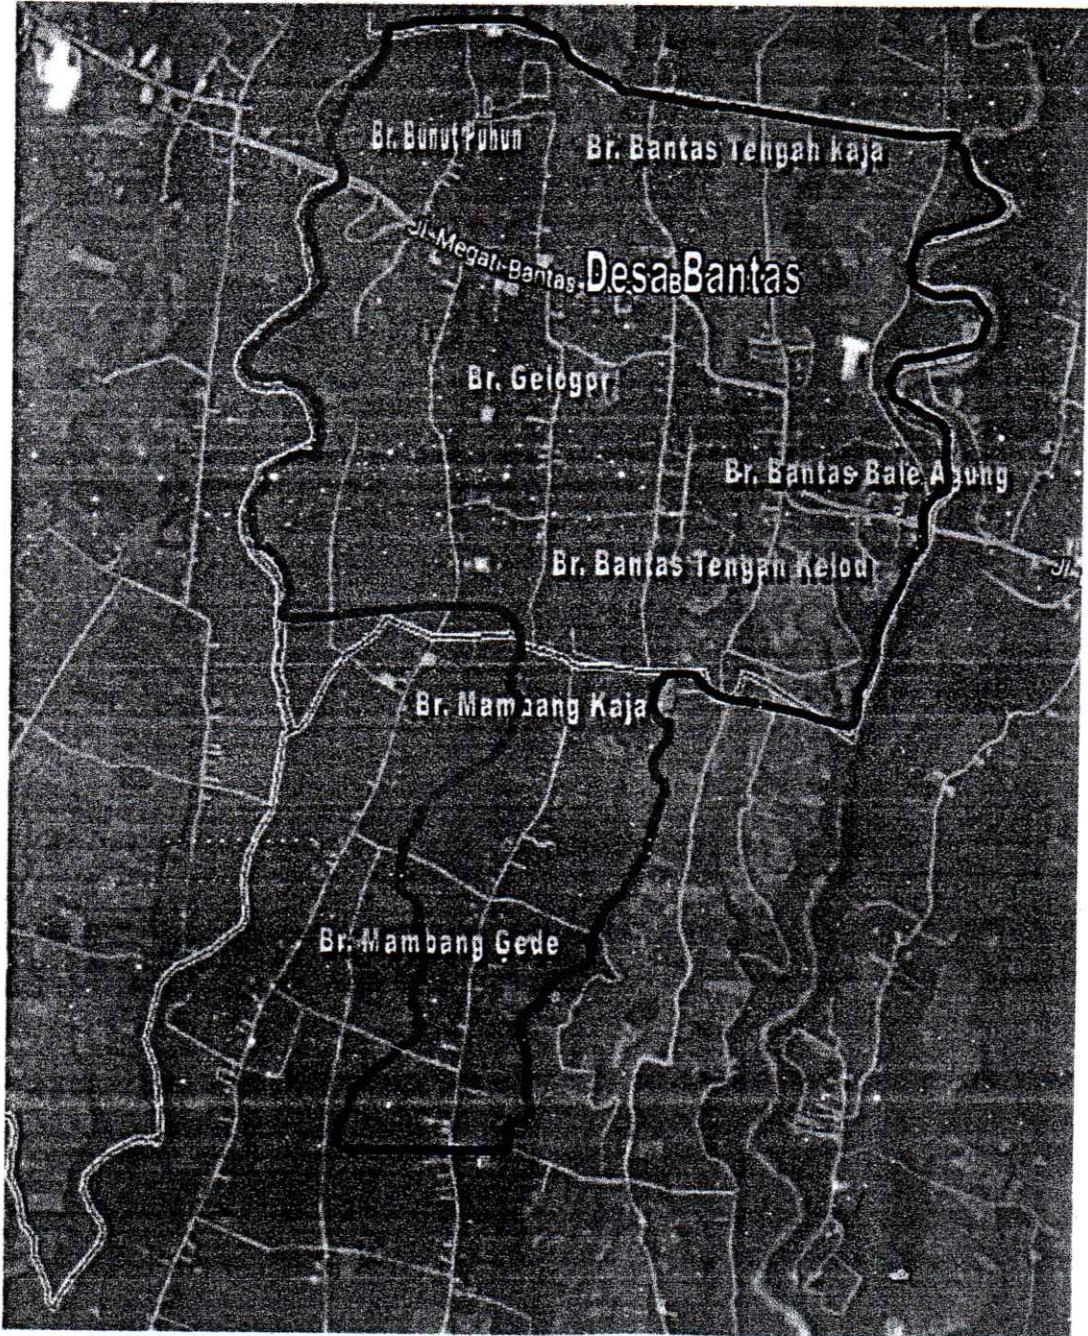 Br. Bunut Puhun
Br. Bantas Tengah kaja
Jl-Megati-Bantas
Desa Bantas
B
Br. Gelogor
Br. Bantas Bale Agung
Br. Bantas Tengah Kelod
Jl.
Br. Mambang Kaja
Br. Mambang Gede